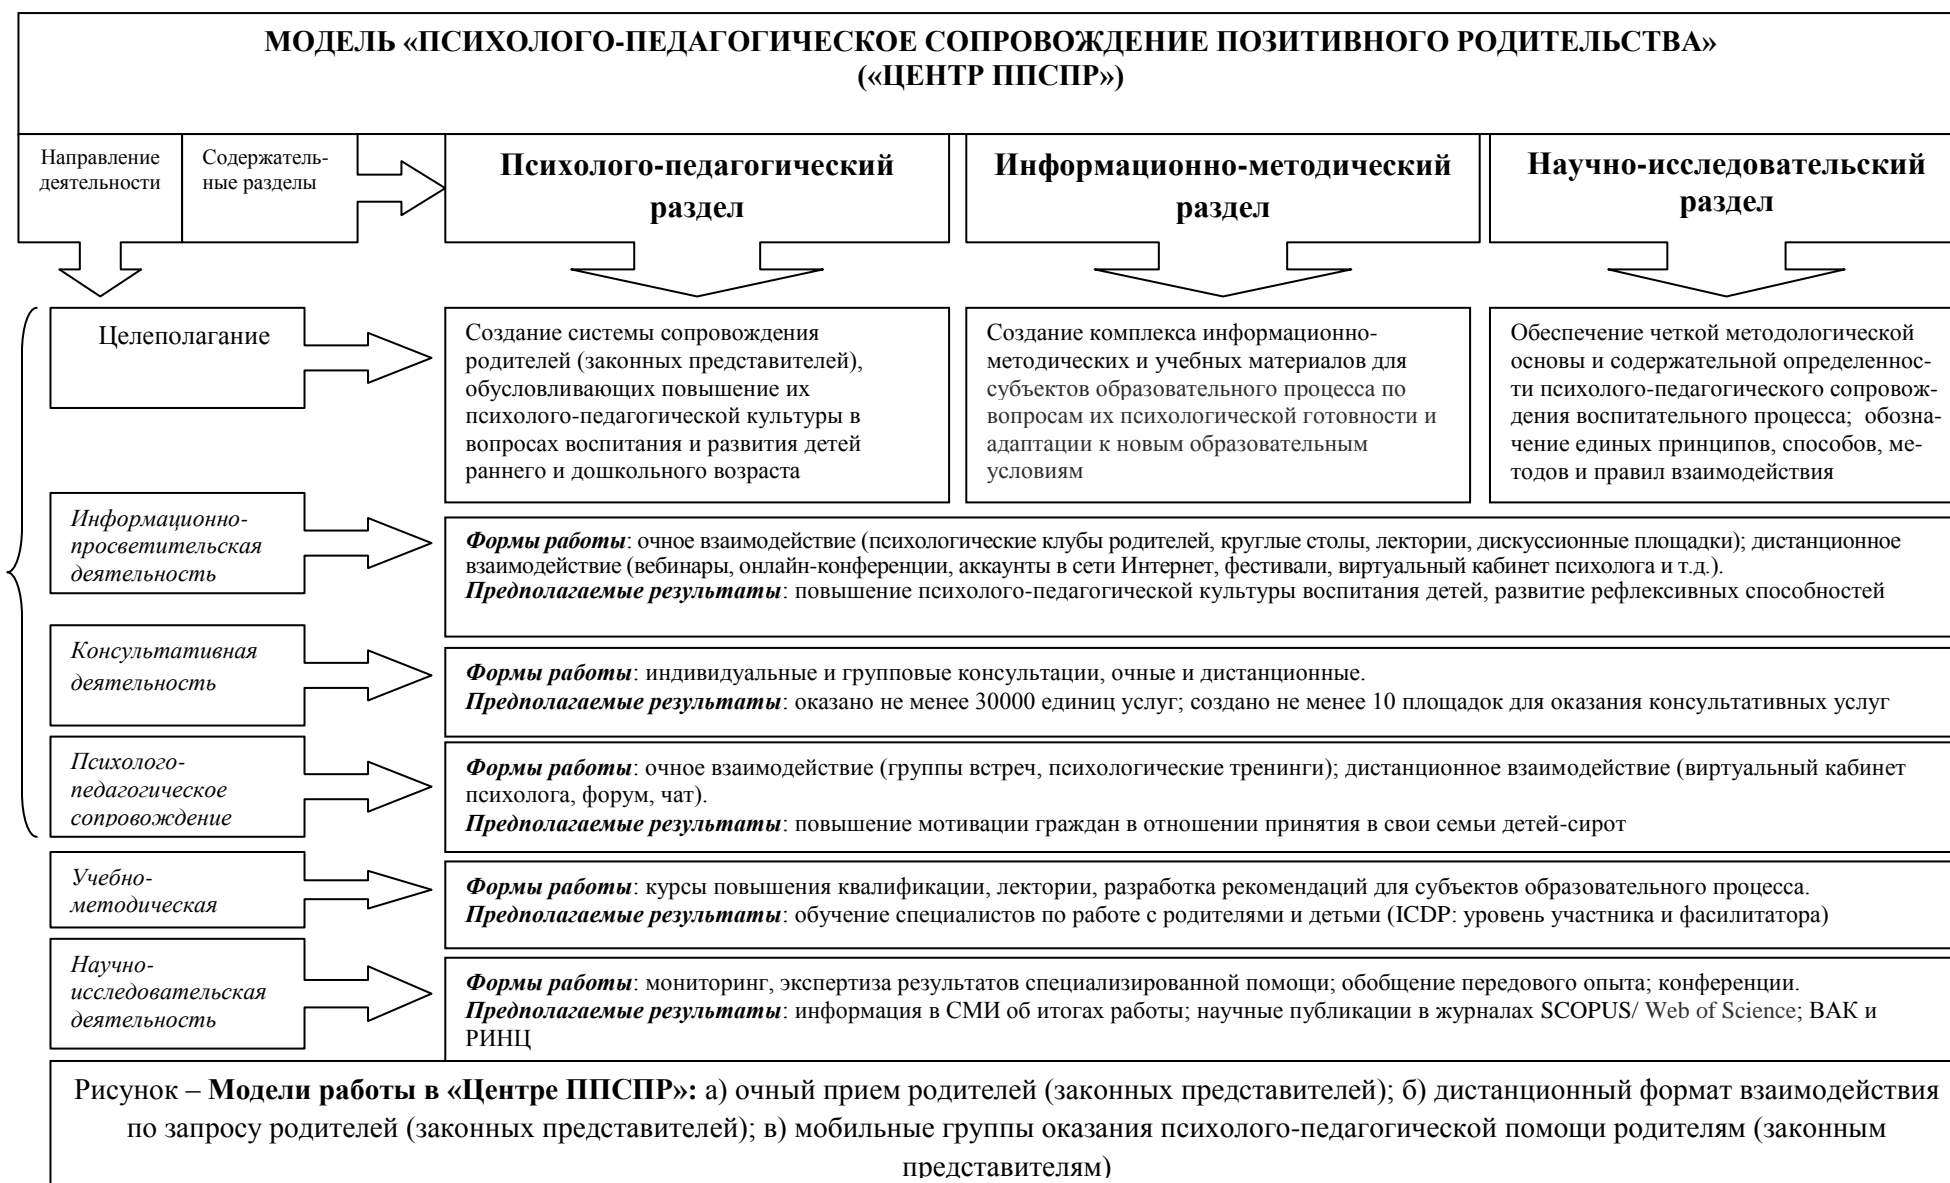 МОДЕЛЬ «ПСИХОЛОГО-ПЕДАГОГИЧЕСКОЕ СОПРОВОЖДЕНИЕ ПОЗИТИВНОГО РОДИТЕЛЬСТВА»
(«ЦЕНТР ППСПР»)
Направление
деятельности
Содержатель-
ные разделы
Психолого-педагогический
раздел
Информационно-методический
раздел
Научно-исследовательский
раздел
Целеполагание
Создание системы сопровождения
родителей (законных представителей),
обусловливающих повышение их
психолого-педагогической культуры в
вопросах воспитания и развития детей
раннего и дошкольного возраста
Создание комплекса информационно-
методических и учебных материалов для
субъектов образовательного процесса по
вопросам их психологической готовности и
адаптации к новым образовательным
условиям
Обеспечение четкой методологической
основы и содержательной определеннос-
ти психолого-педагогического сопровож-
дения воспитательного процесса; обозна-
чение единых принципов, способов, ме-
тодов и правил взаимодействия
Информационно-
просветительская
деятельность
Формы работы: очное взаимодействие (психологические клубы родителей, круглые столы, лектории, дискуссионные площадки); дистанционное
взаимодействие (вебинары, онлайн-конференции, аккаунты в сети Интернет, фестивали, виртуальный кабинет психолога и т.д.).
Предполагаемые результаты: повышение психолого-педагогической культуры воспитания детей, развитие рефлексивных способностей
Консультативная
деятельность
Формы работы: индивидуальные и групповые консультации, очные и дистанционные.
Предполагаемые результаты: оказано не менее 30000 единиц услуг; создано не менее 10 площадок для оказания консультативных услуг
Психолого-
педагогическое
сопровождение
Формы работы: очное взаимодействие (группы встреч, психологические тренинги); дистанционное взаимодействие (виртуальный кабинет
психолога, форум, чат).
Предполагаемые результаты: повышение мотивации граждан в отношении принятия в свои семьи детей-сирот
Учебно-
методическая
Формы работы: курсы повышения квалификации, лектории, разработка рекомендаций для субъектов образовательного процесса.
Предполагаемые результаты: обучение специалистов по работе с родителями и детьми (ICDP: уровень участника и фасилитатора)
Научно-
исследовательская
деятельность
Формы работы: мониторинг, экспертиза результатов специализированной помощи; обобщение передового опыта; конференции.
Предполагаемые результаты: информация в СМИ об итогах работы; научные публикации в журналах SCOPUS/ Web of Science; ВАК и
РИНЦ
Рисунок – Модели работы в «Центре ППСПР»: а) очный прием родителей (законных представителей); б) дистанционный формат взаимодействия
по запросу родителей (законных представителей); в) мобильные группы оказания психолого-педагогической помощи родителям (законным
представителям)